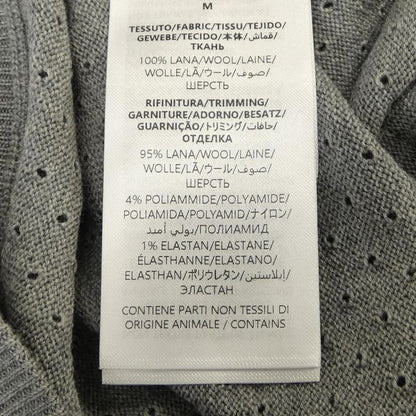 M
TESSUTO/FABRIC/TISSU/TEJIDO/
GEWEBE/TECIDO/本体/قماش/
ТКАНЬ
100% LANA/WOOL/LAINE/
WOLLE/LÃ/ウール/صوف/
ШЕРСТЬ
RIFINITURA/TRIMMING/
GARNITURE/ADORNO/BESATZ/
GUARNIÇÃO/トリミング/حافات/
ОТДЕЛКА
95% LANA/WOOL/LAINE/
WOLLE/LÃ/ウール/صوف/
ШЕРСТЬ
4% POLIAMMIDE/POLYAMIDE/
POLIAMIDA/POLYAMID/ナイロン/
بولي أميد/ПОЛИАМИД
1% ELASTAN/ELASTANE/
ÉLASTHANNE/ELASTANO/
ELASTHAN/ポリウレタン/إيلاستين/
ЭЛАСТАН
CONTIENE PARTI NON TESSILI DI
ORIGINE ANIMALE / CONTAINS